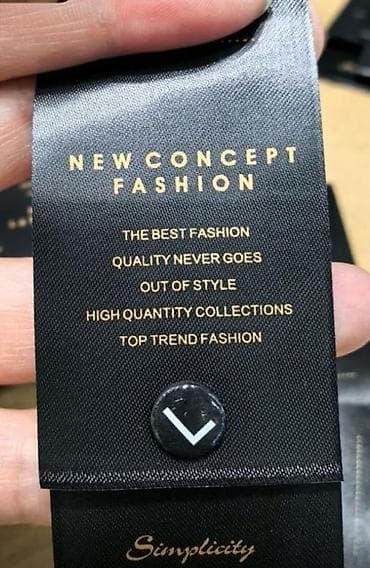 NEW CONCEPT
FASHION
THE BEST FASHION
QUALITY NEVER GOES
OUT OF STYLE
HIGH QUANTITY COLLECTIONS
TOP TREND FASHION
L
Simplicity